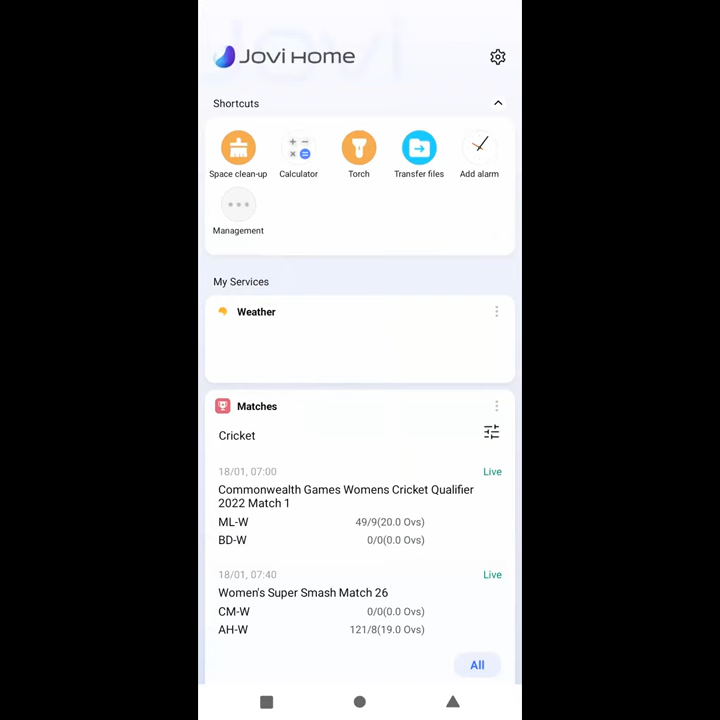 Jovi Home
Shortcuts
Space clean-up
Calculator
Torch
Transfer files
Add alarm
Management
My Services
Weather
Matches
Cricket
18/01, 07:00
Live
Commonwealth Games Womens Cricket Qualifier
2022 Match 1
ML-W 49/9(20.0 Ovs)
BD-W 0/0(0.0 Ovs)
18/01, 07:40
Live
Women's Super Smash Match 26
CM-W 0/0(0.0 Ovs)
AH-W 121/8(19.0 Ovs)
All